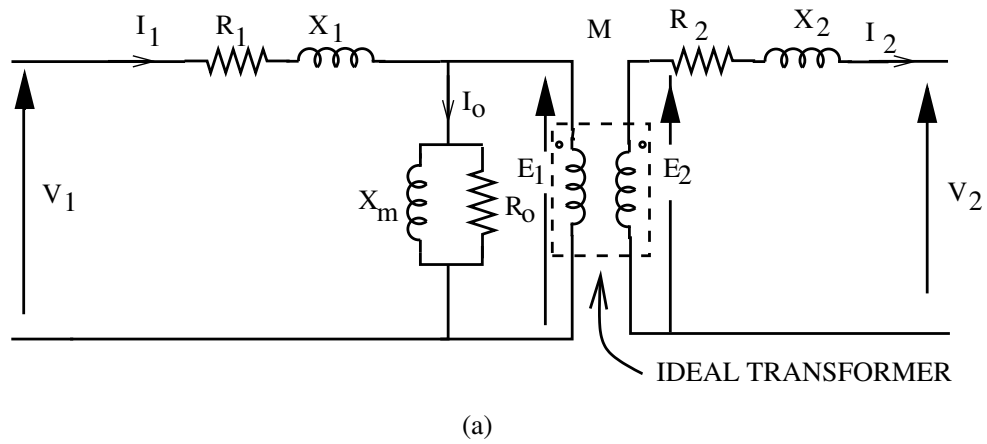 I1
R1
X1
M
R2
X2
I2
Io
V1
Xm
Ro
E1
E2
V2
IDEAL TRANSFORMER
(a)